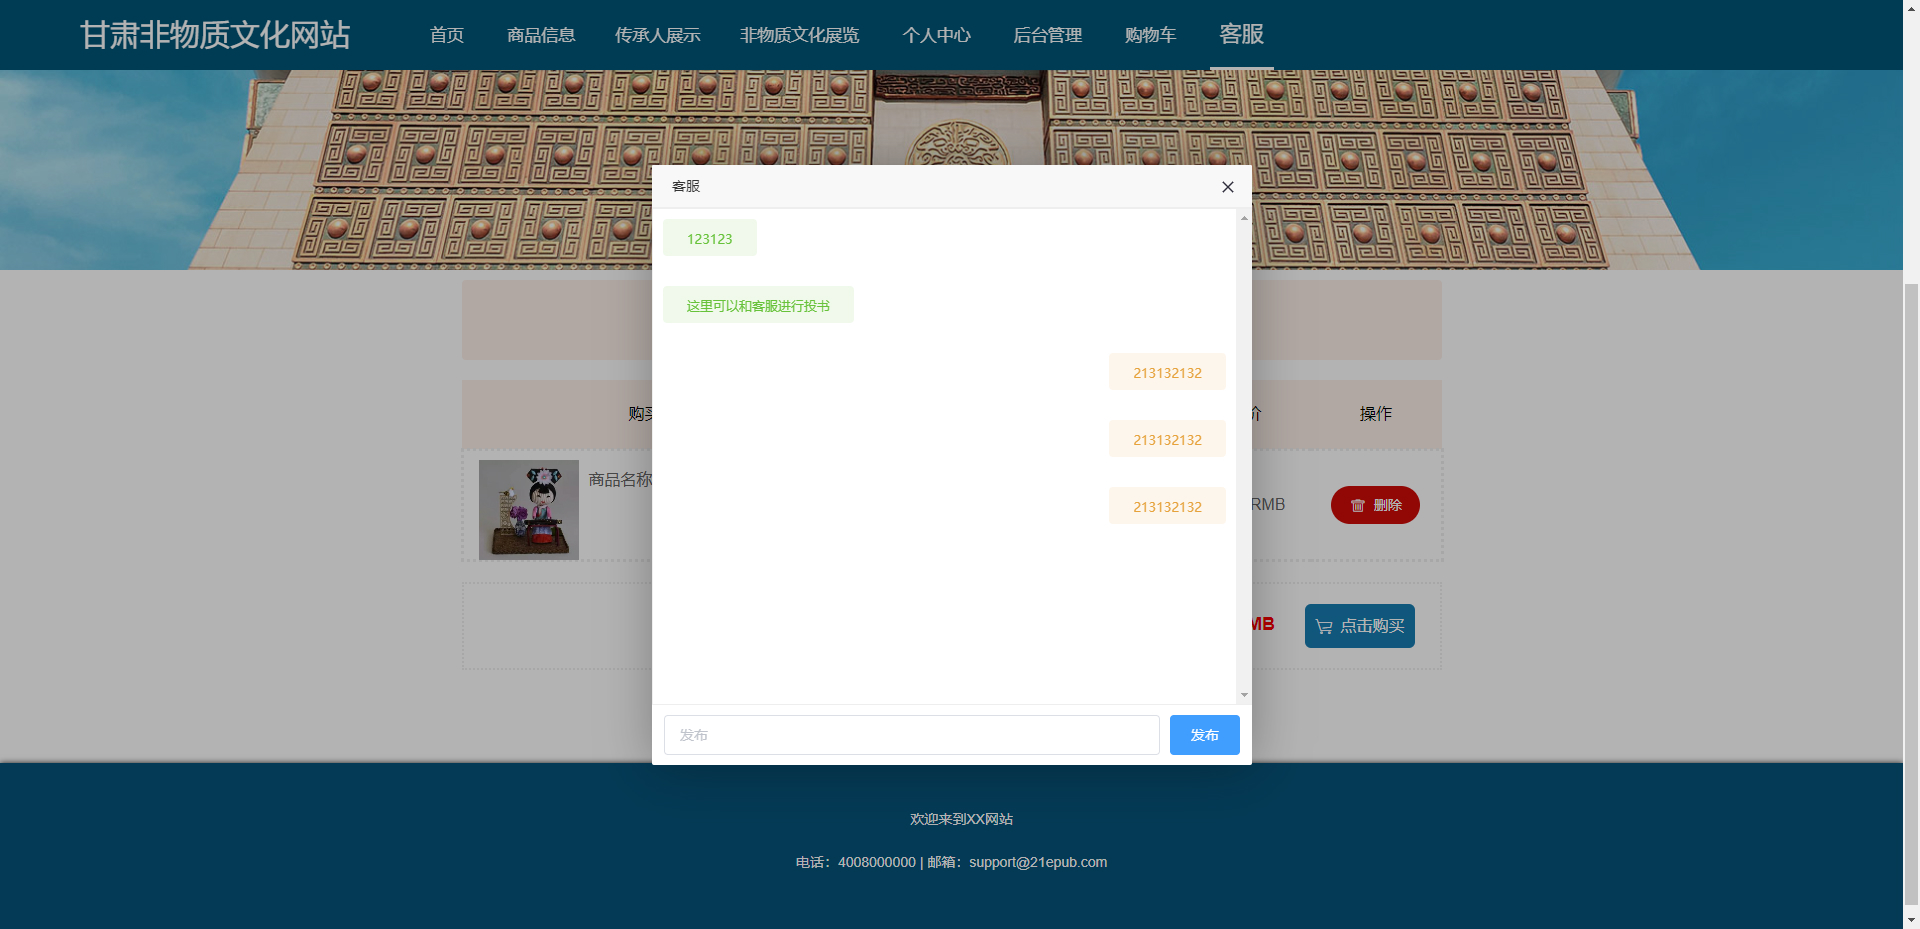 甘肃非物质文化网站 首页 商品信息 传承人展示 非物质文化展览 个人中心 后台管理 购物车 客服
客服
123123
这里可以和客服进行投书
213132132
213132132
213132132
购买 价 操作
商品名称 RMB 删除
MB 点击购买
发布 发布
欢迎来到XX网站
电话：4008000000 | 邮箱：support@21epub.com